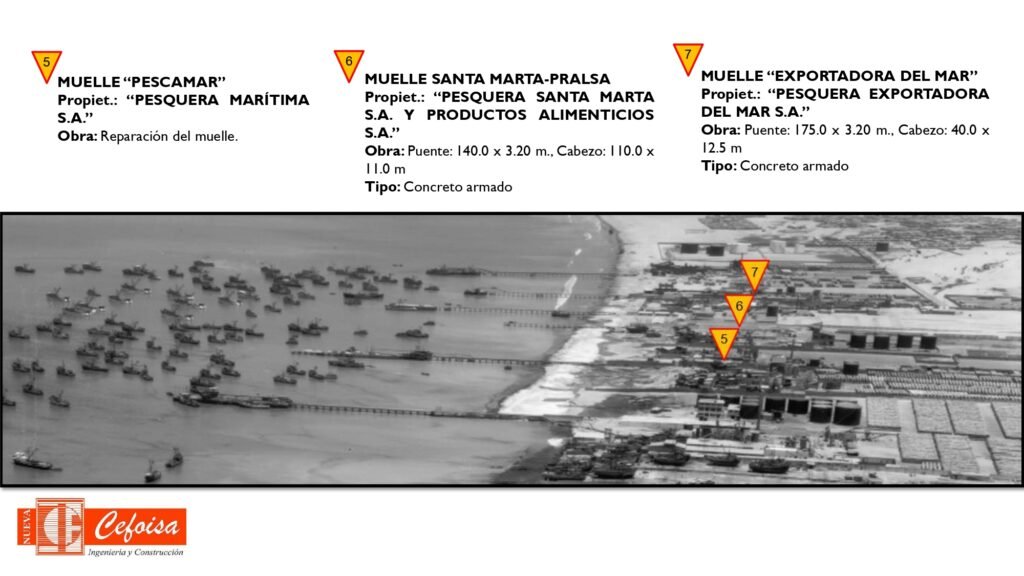 5
MUELLE “PESCAMAR”
Propiet.: “PESQUERA MARÍTIMA
S.A.”
Obra: Reparación del muelle.
6
MUELLE SANTA MARTA-PRALSA
Propiet.: “PESQUERA SANTA MARTA
S.A. Y PRODUCTOS ALIMENTICIOS
S.A.”
Obra: Puente: 140.0 x 3.20 m., Cabezo: 110.0 x
11.0 m
Tipo: Concreto armado
7
MUELLE “EXPORTADORA DEL MAR”
Propiet.: “PESQUERA EXPORTADORA
DEL MAR S.A.”
Obra: Puente: 175.0 x 3.20 m., Cabezo: 40.0 x
12.5 m
Tipo: Concreto armado
7
6
5
NUEVA
Cefoisa
Ingeniería y Construcción